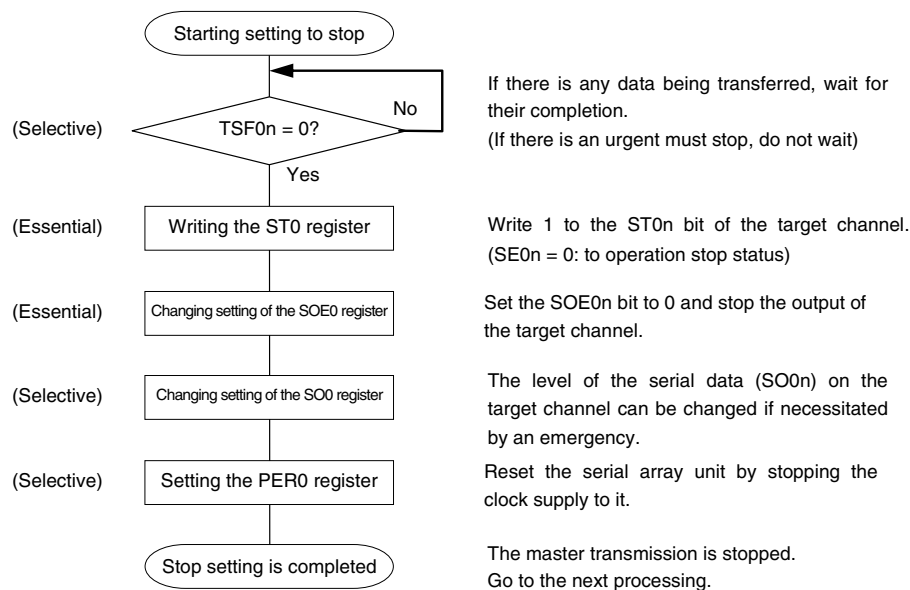 Starting setting to stop
If there is any data being transferred, wait for
their completion.
(If there is an urgent must stop, do not wait)
(Selective)
TSF0n = 0?
No
Yes
(Essential)
Writing the ST0 register
Write 1 to the ST0n bit of the target channel.
(SE0n = 0: to operation stop status)
(Essential)
Changing setting of the SOE0 register
Set the SOE0n bit to 0 and stop the output of
the target channel.
(Selective)
Changing setting of the SO0 register
The level of the serial data (SO0n) on the
target channel can be changed if necessitated
by an emergency.
(Selective)
Setting the PER0 register
Reset the serial array unit by stopping the
clock supply to it.
Stop setting is completed
The master transmission is stopped.
Go to the next processing.